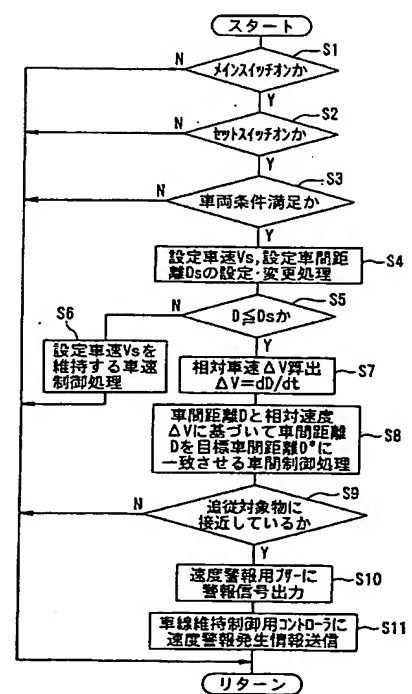 スタート
S1
N
メインスイッチオンか
Y
S2
N
セットスイッチオンか
Y
S3
N
車両条件満足か
Y
設定車速Vs,設定車間距
離Dsの設定・変更処理
S4
S5
N
D≦Dsか
Y
S6
設定車速Vsを
維持する車速
制御処理
相対車速ΔV算出
ΔV=dD/dt
S7
車間距離Dと相対速度
ΔVに基づいて車間距離
Dを目標車間距離D*に
一致させる車間制御処理
S8
S9
N
追従対象物に
接近しているか
Y
速度警報用ブザーに
警報信号出力
S10
車線維持制御用コントローラに
速度警報発生情報送信
S11
リターン